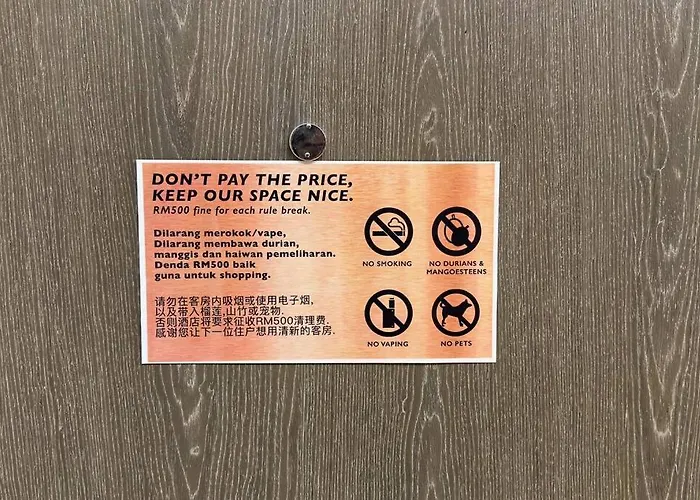 DON'T PAY THE PRICE,
KEEP OUR SPACE NICE.
RM500 fine for each rule break.
Dilarang merokok/vape,
Dilarang membawa durian,
manggis dan haiwan pemeliharan.
Denda RM500 baik
guna untuk shopping.
请勿在客房内吸烟或使用电子烟,
以及带入榴莲,山竹或宠物.
否则酒店将要求征收RM500清理费.
感谢您让下一位住户想用清新的客房.
NO SMOKING
NO DURIANS &
MANGOESTEENS
NO VAPING
NO PETS